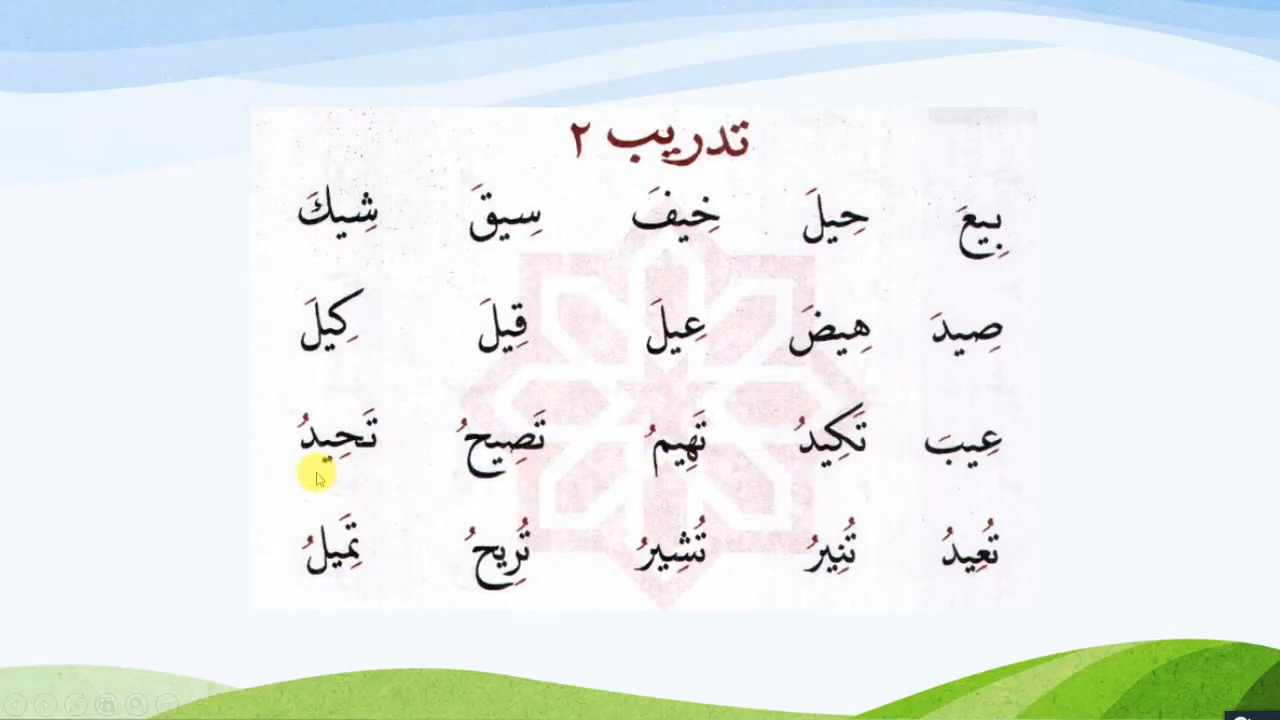 تدريب ٢
بِيعَ حِيلَ خِيفَ سِيقَ شِيكَ
صِيدَ هِيضَ عِيلَ قِيلَ كِيلَ
عِيبَ تَكِيدُ تَهِيمُ تَصِيحُ تَحِيدُ
تُعِيدُ تُنِيرُ تُشِيرُ تُرِيحُ تَمِيلُ